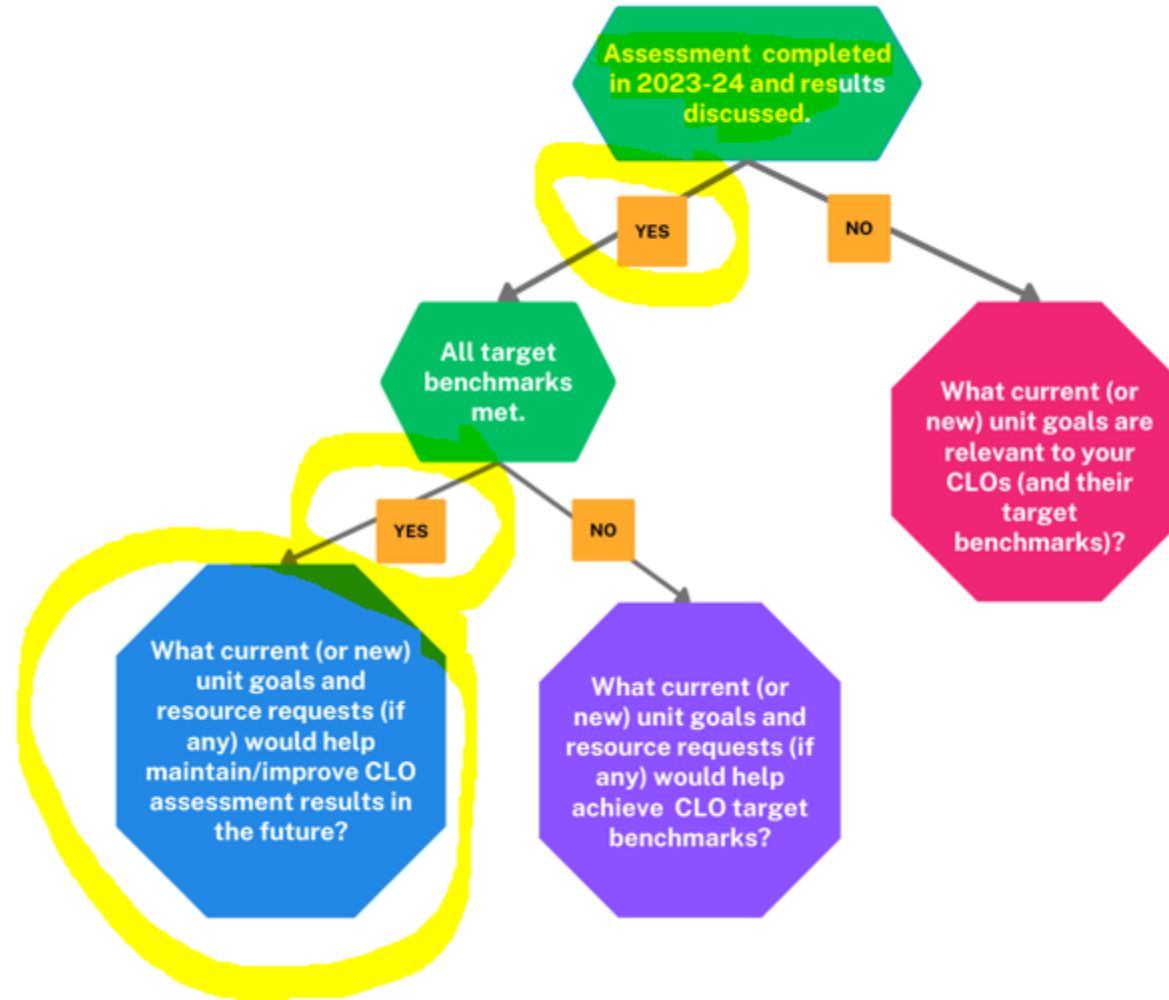 Assessment completed
in 2023-24 and results
discussed.
YES
NO
All target
benchmarks
met.
What current (or
new) unit goals are
relevant to your
CLOs (and their
target
benchmarks)?
YES
NO
What current (or new)
unit goals and
resource requests (if
any) would help
maintain/improve CLO
assessment results in
the future?
What current (or
new) unit goals and
resource requests (if
any) would help
achieve CLO target
benchmarks?